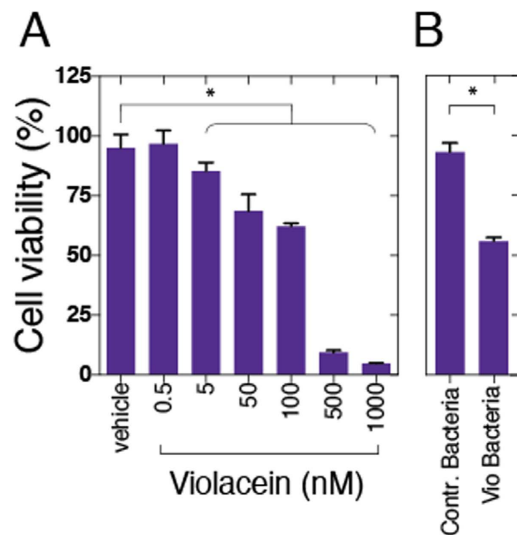 A
B
Cell viability (%)
125
100
75
50
25
0
*
*
vehicle
0.5
5
50
100
500
1000
Violacein (nM)
Contr. Bacteria
Vio Bacteria